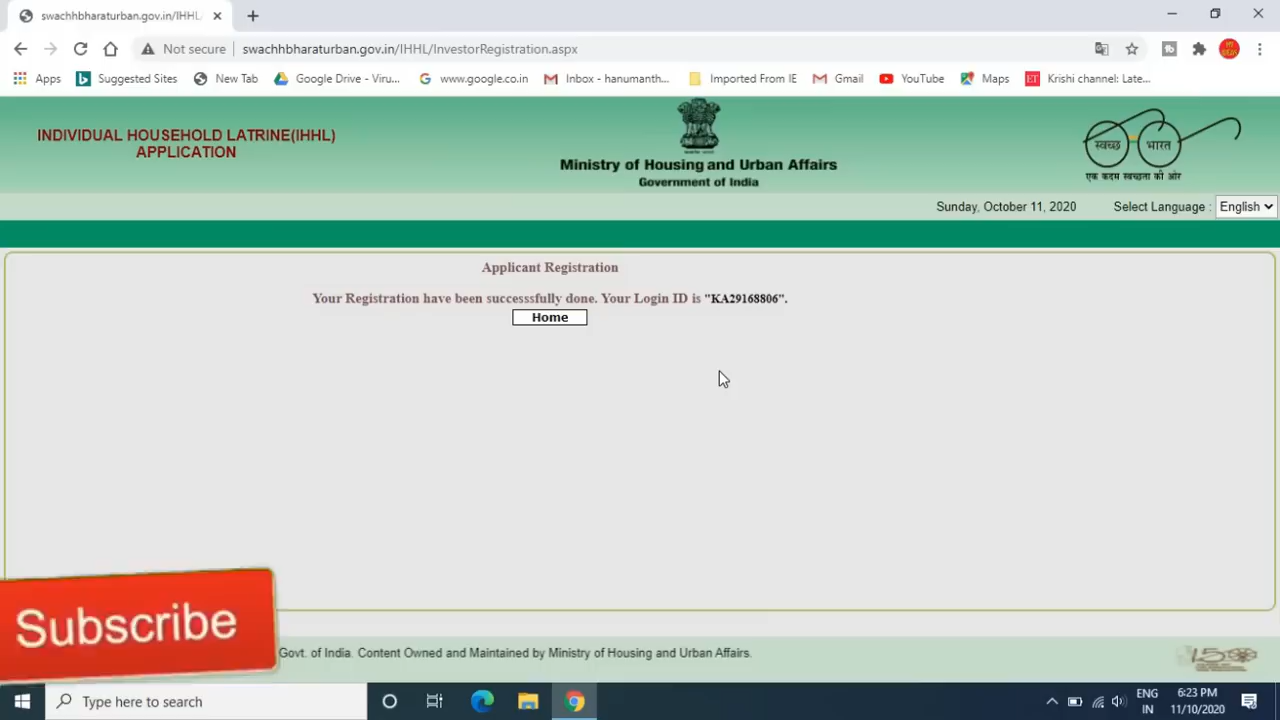 swachhbharaturban.gov.in/IHHL
Not secure
swachhbharaturban.gov.in/IHHL/InvestorRegistration.aspx
Apps
Suggested Sites
New Tab
Google Drive - Viru...
www.google.co.in
Inbox - hanumanth...
Imported From IE
Gmail
YouTube
Maps
ET
Krishi channel: Late...
INDIVIDUAL HOUSEHOLD LATRINE(IHHL)
APPLICATION
Ministry of Housing and Urban Affairs
Government of India
स्वच्छ भारत
एक कदम स्वच्छता की ओर
Sunday, October 11, 2020
Select Language :
English
Applicant Registration
Your Registration have been successsfully done. Your Login ID is "KA29168806".
Home
Subscribe
Govt. of India. Content Owned and Maintained by Ministry of Housing and Urban Affairs.
Type here to search
ENG
IN
6:23 PM
11/10/2020